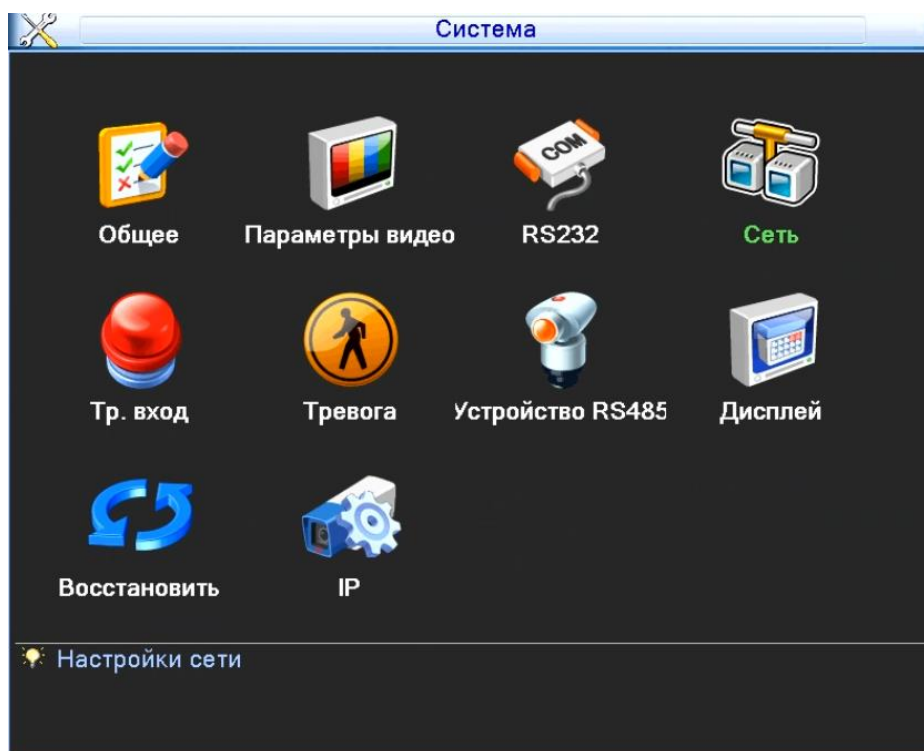 Система
COM
Общее Параметры видео RS232 Сеть
Тр. вход Тревога Устройство RS485 Дисплей
Восстановить IP
Настройки сети